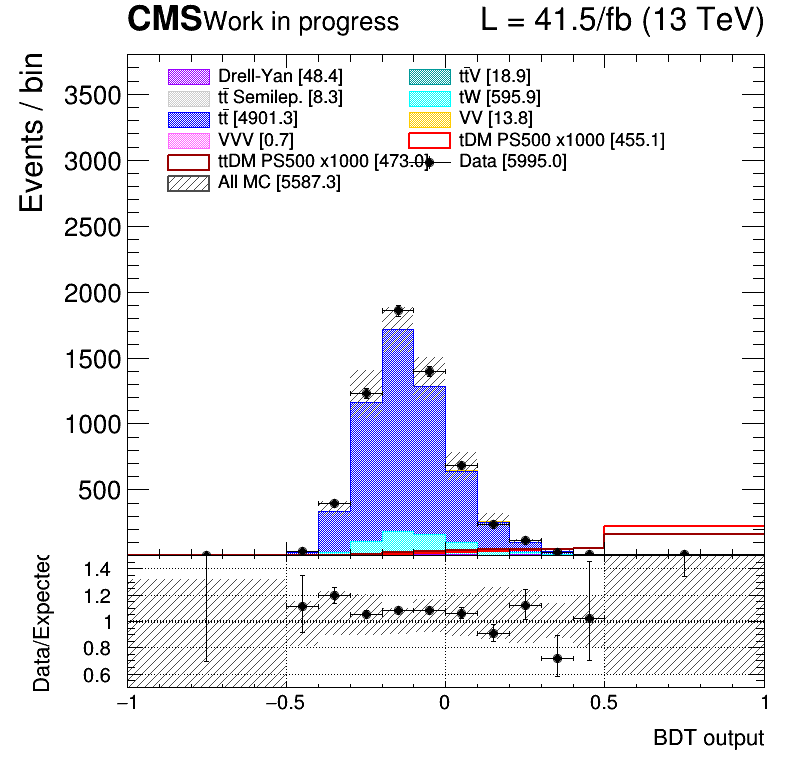 CMS Work in progress L = 41.5/fb (13 TeV)
Events / bin
Drell-Yan [48.4] tt̄V [18.9]
tt̄ Semilep. [8.3] tW [595.9]
tt̄ [4901.3] VV [13.8]
VVV [0.7] tDM PS500 x1000 [455.1]
ttDM PS500 x1000 [473.0] Data [5995.0]
All MC [5587.3]
3500
3000
2500
2000
1500
1000
500
Data/Expected
1.4
1.2
1
0.8
0.6
−1 −0.5 0 0.5 1
BDT output